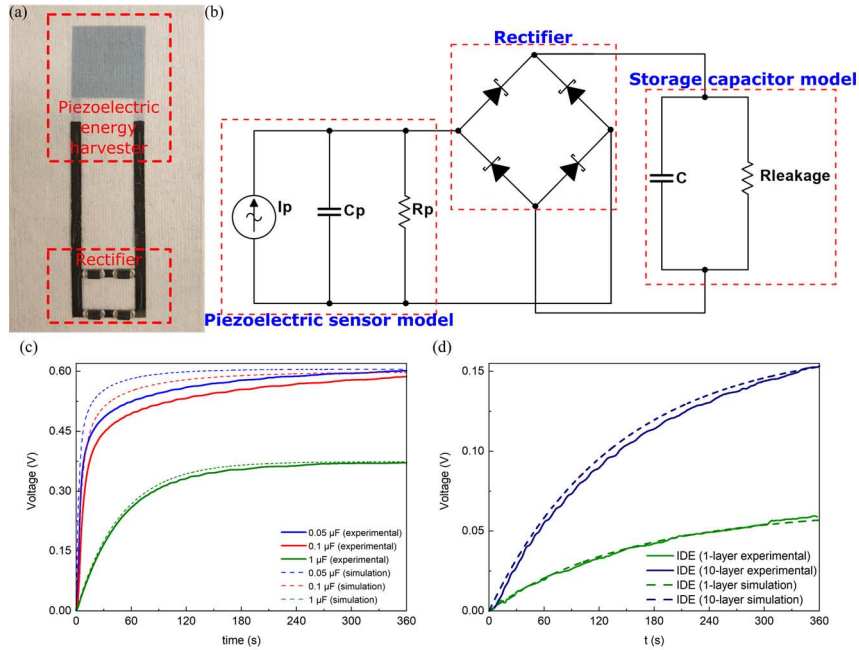 (a)
Piezoelectric
energy
harvester
Rectifier
(b)
Rectifier
Storage capacitor model
Ip
Cp
Rp
C
Rleakage
Piezoelectric sensor model
(c)
0.60
0.45
0.30
0.15
0.00
Voltage (V)
0 60 120 180 240 300 360
time (s)
0.05 µF (experimental)
0.1 µF (experimental)
1 µF (experimental)
0.05 µF (simulation)
0.1 µF (simulation)
1 µF (simulation)
(d)
0.15
0.10
0.05
0.00
Voltage (V)
0 60 120 180 240 300 360
t (s)
IDE (1-layer experimental)
IDE (10-layer experimental)
IDE (1-layer simulation)
IDE (10-layer simulation)